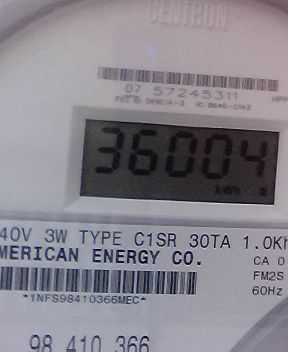 CENTRON
07 57245311
36004
kWh
40V 3W TYPE C1SR 30TA 1.0Kh
MERICAN ENERGY CO.
CA 0
FM2S
60Hz
*1NFS98410366MEC*
98 410 366